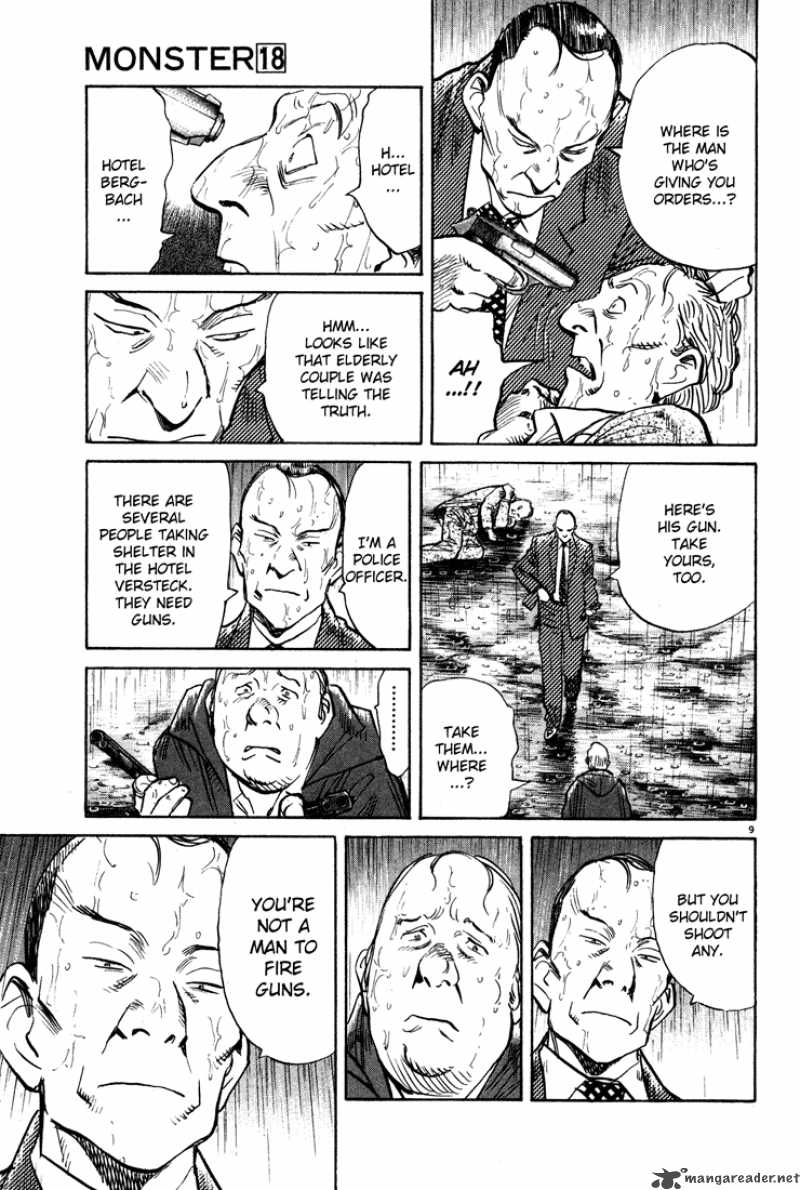 MONSTER 18
WHERE IS
THE MAN
WHO'S
GIVING YOU
ORDERS...?
AH
...!!
H...
HOTEL
...
HOTEL
BERG-
BACH
...
HMM...
LOOKS LIKE
THAT ELDERLY
COUPLE WAS
TELLING THE
TRUTH.
HERE'S
HIS GUN.
TAKE
YOURS,
TOO.
TAKE
THEM...
WHERE
...?
I'M A
POLICE
OFFICER.
THERE ARE
SEVERAL
PEOPLE TAKING
SHELTER IN
THE HOTEL
VERSTECK.
THEY NEED
GUNS.
.........
9
BUT YOU
SHOULDN'T
SHOOT
ANY.
YOU'RE
NOT A
MAN TO
FIRE
GUNS.
mangareader.net